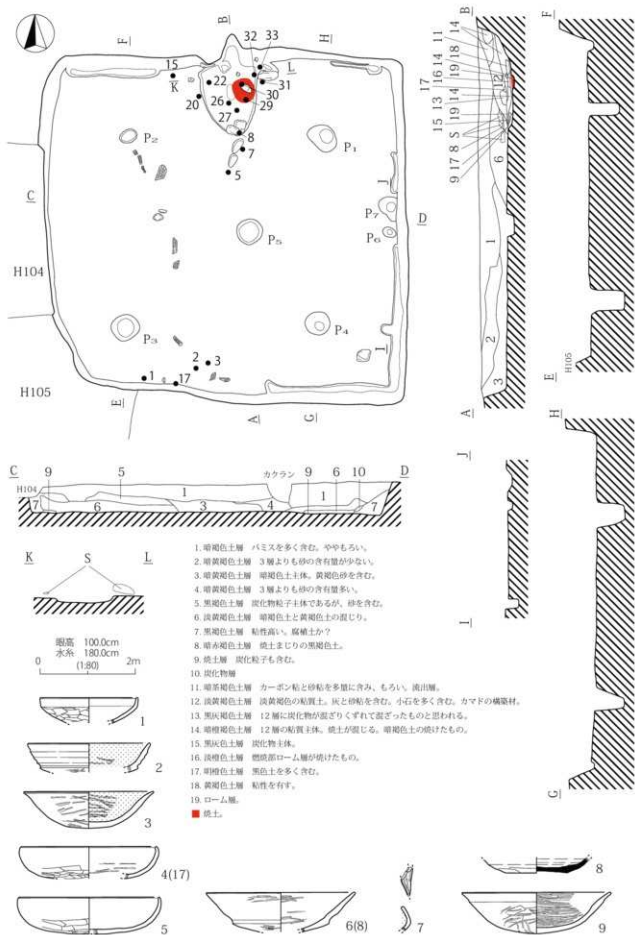 B
F
H
15
K
22
20
26
27
32
33
L
31
30
29
8
7
5
P₂
P₁
C
J
P₇
P₆
D
P₅
H104
P₃
P₄
I
2
3
1
17
H105
E
A
G
B
14
11
14
18
14
16
19
17
12
13
19
14
15
S
8
17
9
6
1
2
3
A
F
E
H105
H
G
J
I
C
9
5
カクラン
9
6
10
D
H104
1
1
7
6
3
4
7
K
S
L
1. 暗褐色土層 パミスを多く含む。ややもろい。
2. 暗黄褐色土層 3層よりも砂の含有量が少ない。
3. 暗黄褐色土層 暗褐色土主体。黄褐色砂を含む。
4. 暗黄褐色土層 3層よりも砂の含有量多い。
5. 黒褐色土層 炭化物粒子主体であるが、砂を含む。
6. 淡黄褐色土層 暗褐色土と黄褐色土の混じり。
7. 黒褐色土層 粘性高い。腐植土か?
8. 暗赤褐色土層 焼土まじりの黒褐色土。
9. 焼土層 炭化粒子も含む。
10. 炭化物層
11. 暗茶褐色土層 カーボン粘と砂粘を多量に含み、もろい。流出層。
12. 淡黄褐色土層 淡黄褐色の粘質土。灰と砂粘を含む。小石を多く含む。カマドの構築材。
13. 黒灰褐色土層 12層に炭化物が混ざりくずれて混ざったものと思われる。
14. 暗橙褐色土層 12層の粘質主体。焼土が混じる。暗褐色土の焼けたもの。
15. 黒灰色土層 炭化物主体。
16. 淡橙色土層 燃焼部ローム層が焼けたもの。
17. 明橙色土層 黒色土を多く含む。
18. 黄褐色土層 粘性を有す。
19. ローム層。
焼土。
眼高 100.0cm
水糸 180.0cm
0 (1:80) 2m
1
2
3
4(17)
5
6(8)
7
8
9